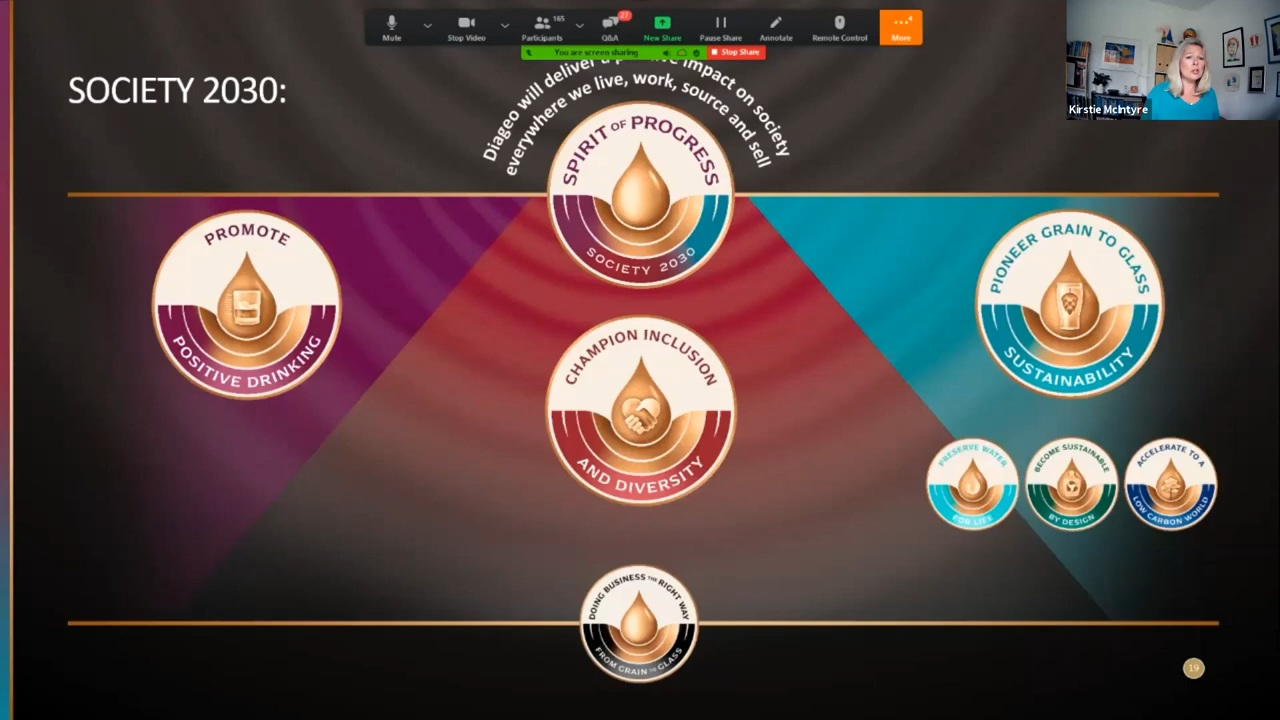 165
27
4
Mute
Stop Video
Participants
Q&A
New Share
Pause Share
Annotate
Remote Control
More
You are screen sharing
Stop Share
Kirstie McIntyre
SOCIETY 2030:
Diageo will deliver a positive impact on society
everywhere we live, work, source and sell
SPIRIT OF PROGRESS
SOCIETY 2030
PROMOTE
POSITIVE DRINKING
CHAMPION INCLUSION
AND DIVERSITY
PIONEER GRAIN TO GLASS
SUSTAINABILITY
PRESERVE WATER
FOR LIFE
BECOME SUSTAINABLE
BY DESIGN
ACCELERATE TO A
LOW CARBON WORLD
DOING BUSINESS THE RIGHT WAY
FROM GRAIN TO GLASS
19